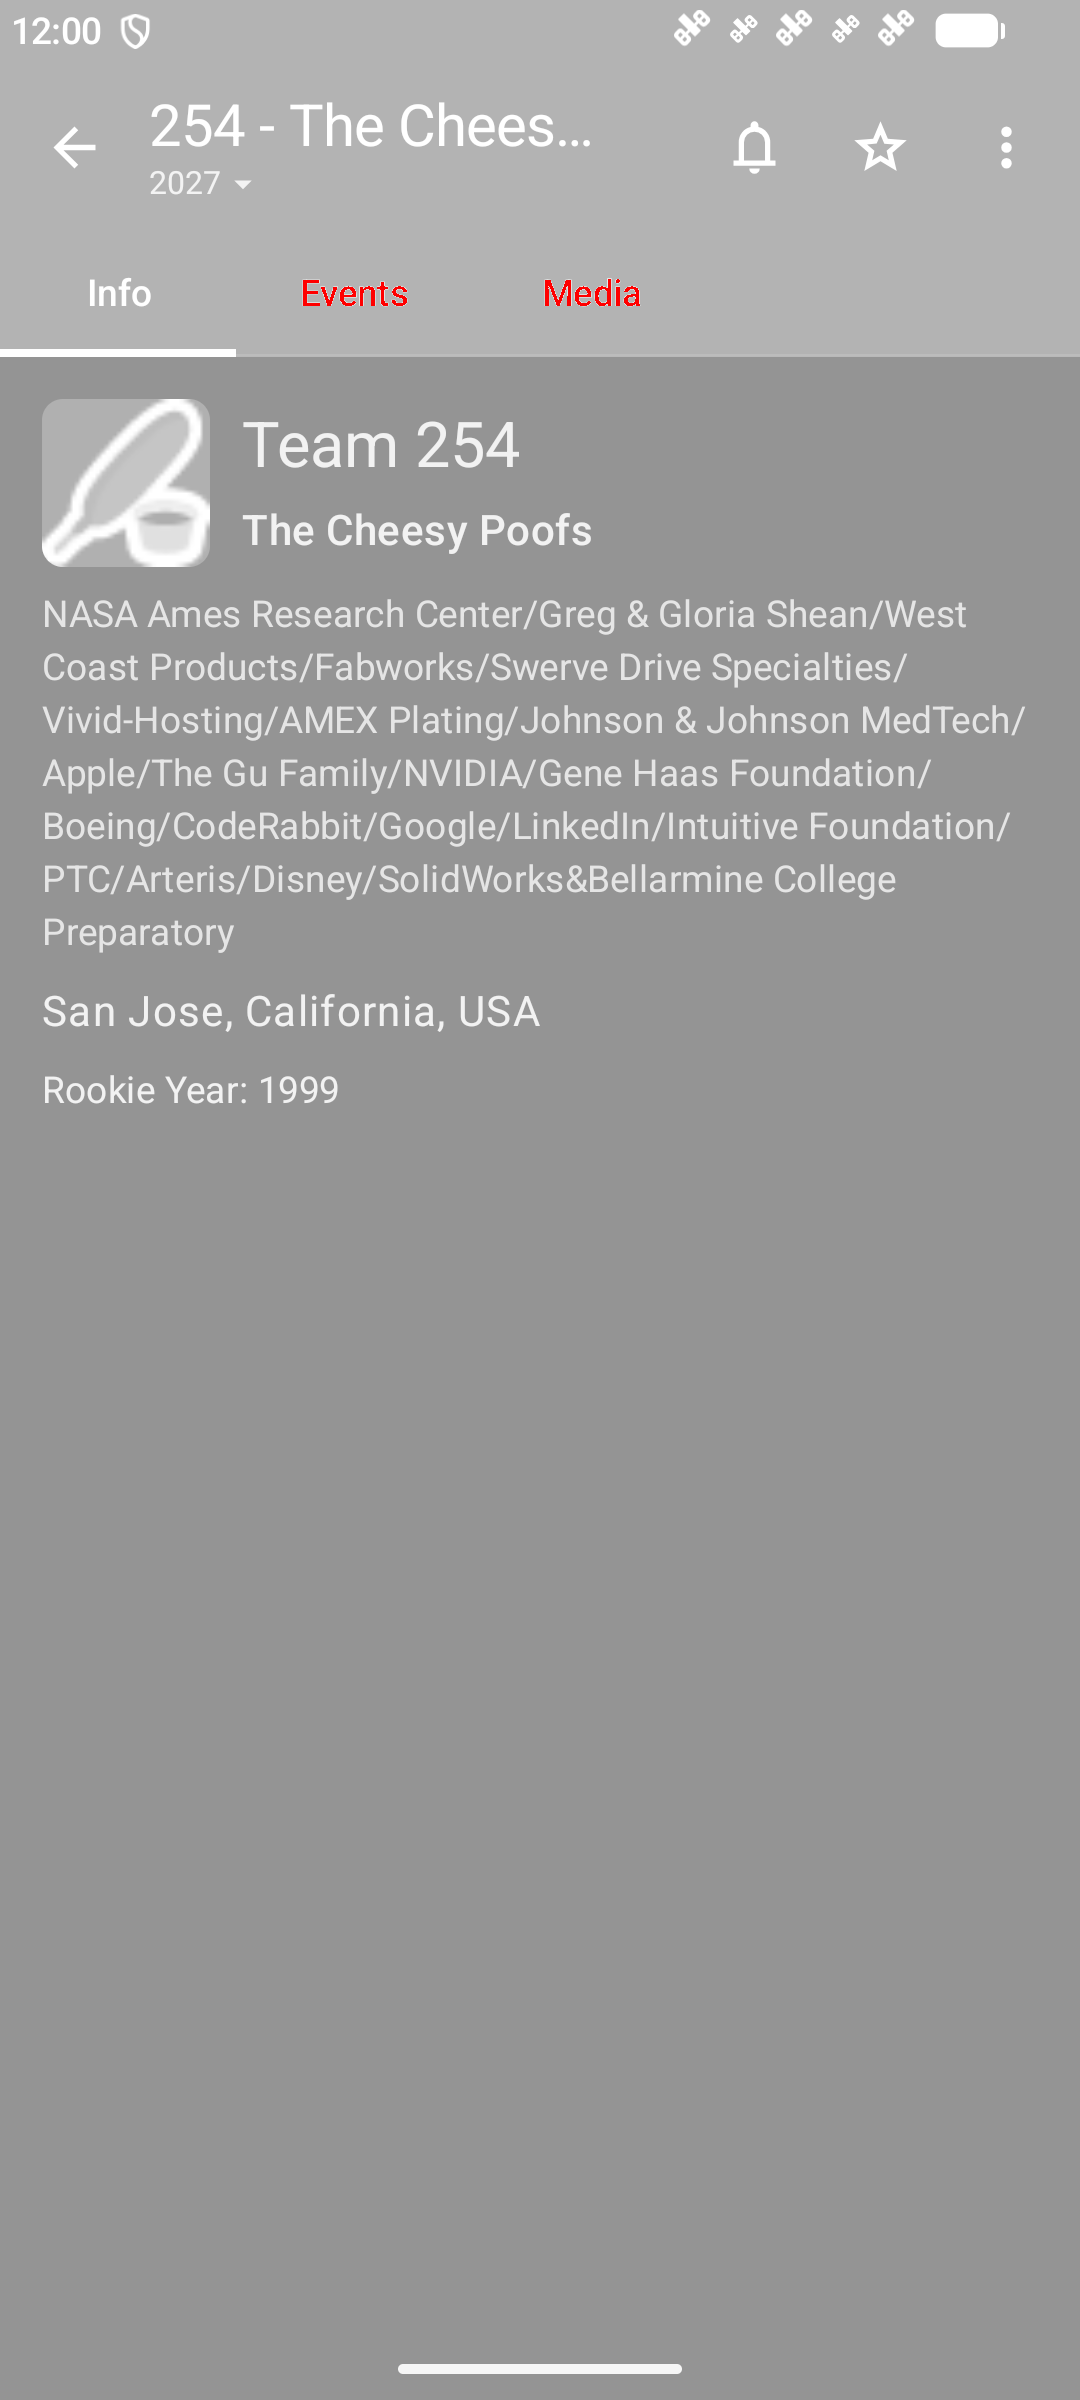 12:00
254 - The Chees...
2027
Info
Events
Media
Team 254
The Cheesy Poofs
NASA Ames Research Center/Greg & Gloria Shean/West
Coast Products/Fabworks/Swerve Drive Specialties/
Vivid-Hosting/AMEX Plating/Johnson & Johnson MedTech/
Apple/The Gu Family/NVIDIA/Gene Haas Foundation/
Boeing/CodeRabbit/Google/LinkedIn/Intuitive Foundation/
PTC/Arteris/Disney/SolidWorks&Bellarmine College
Preparatory
San Jose, California, USA
Rookie Year: 1999